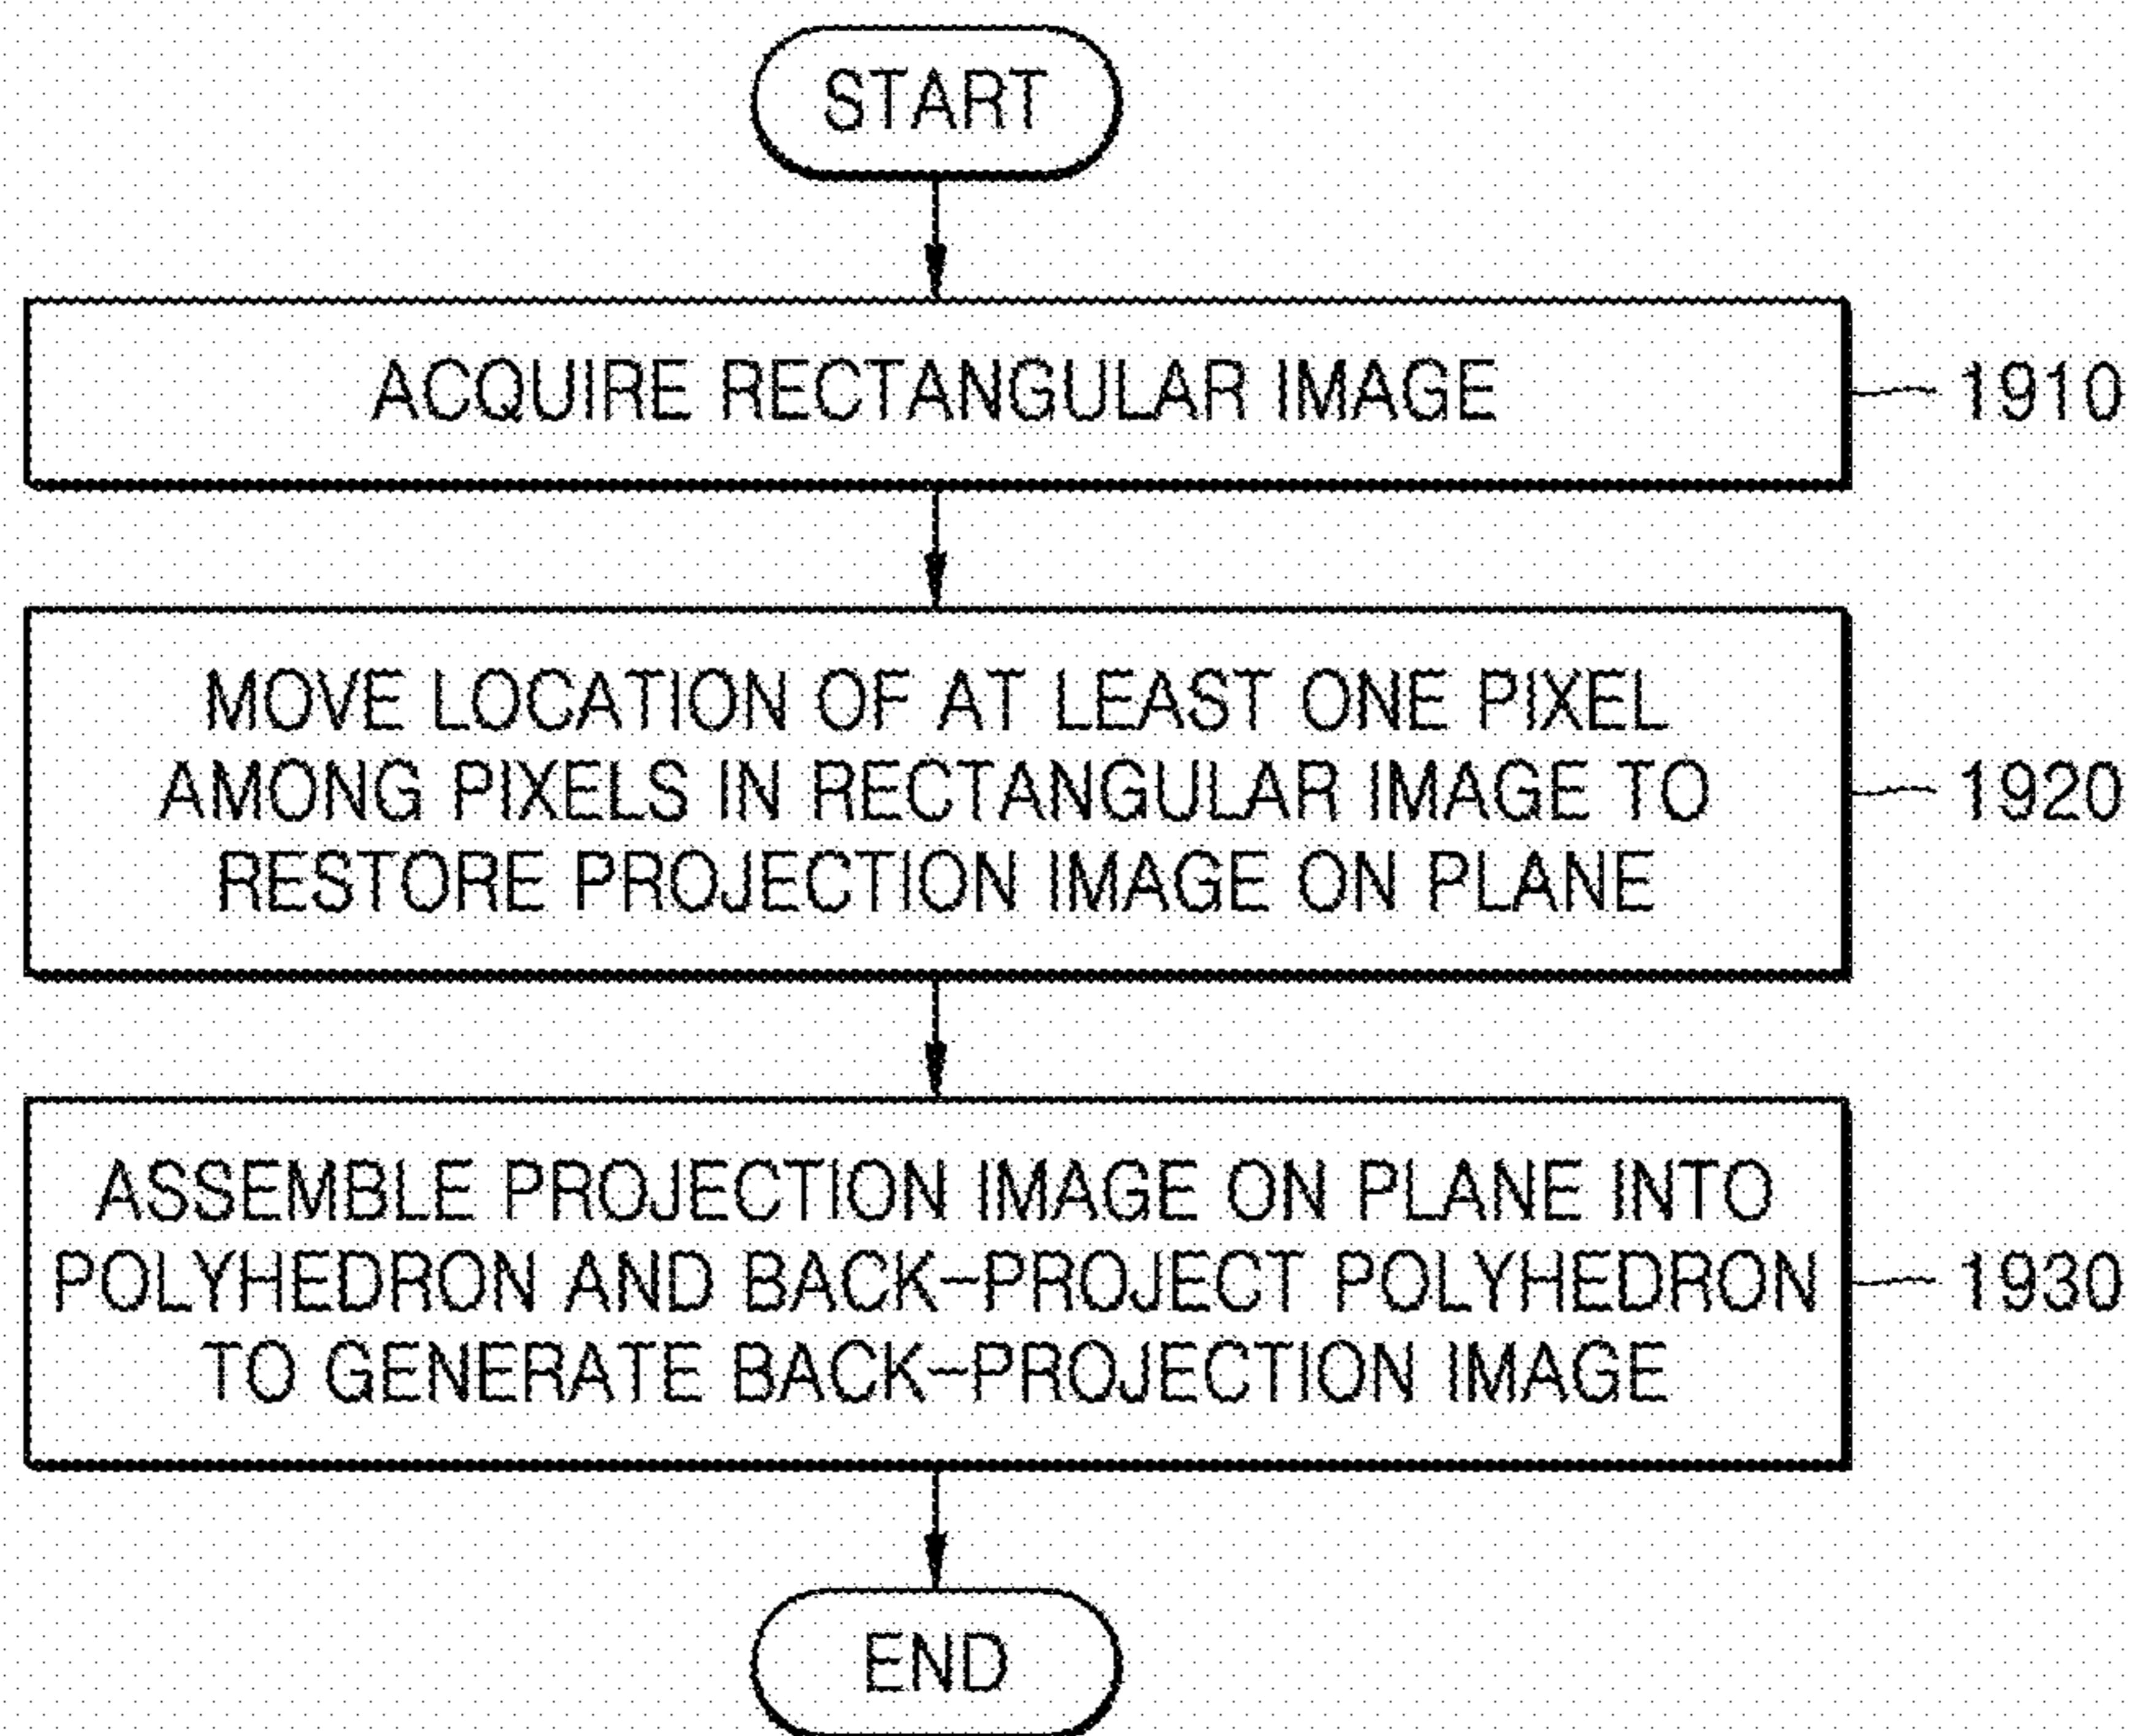 START
ACQUIRE RECTANGULAR IMAGE
1910
MOVE LOCATION OF AT LEAST ONE PIXEL
AMONG PIXELS IN RECTANGULAR IMAGE TO
RESTORE PROJECTION IMAGE ON PLANE
1920
ASSEMBLE PROJECTION IMAGE ON PLANE INTO
POLYHEDRON AND BACK-PROJECT POLYHEDRON
TO GENERATE BACK-PROJECTION IMAGE
1930
END